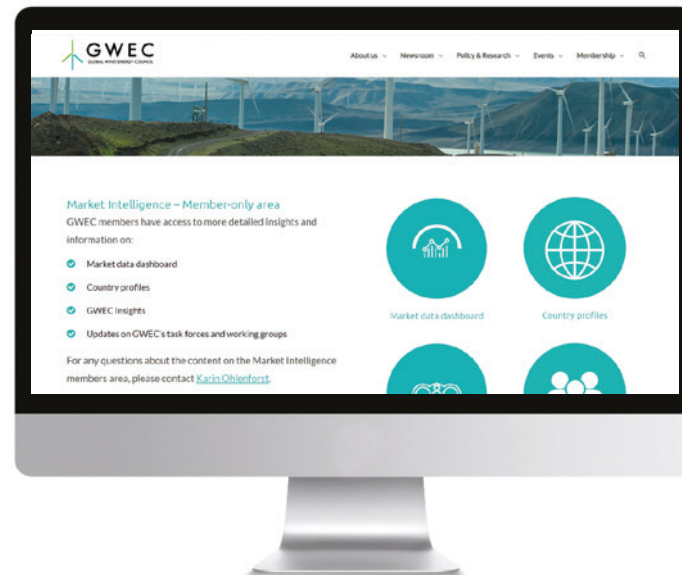 GWEC
GLOBAL WIND ENERGY COUNCIL
About us
Newsroom
Policy & Research
Events
Membership
Market Intelligence – Member-only area
GWEC members have access to more detailed insights and
information on:
Market data dashboard
Country profiles
GWEC Insights
Updates on GWEC's task forces and working groups
For any questions about the content on the Market Intelligence
members area, please contact Karin Ohlenforst.
Market data dashboard
Country profiles